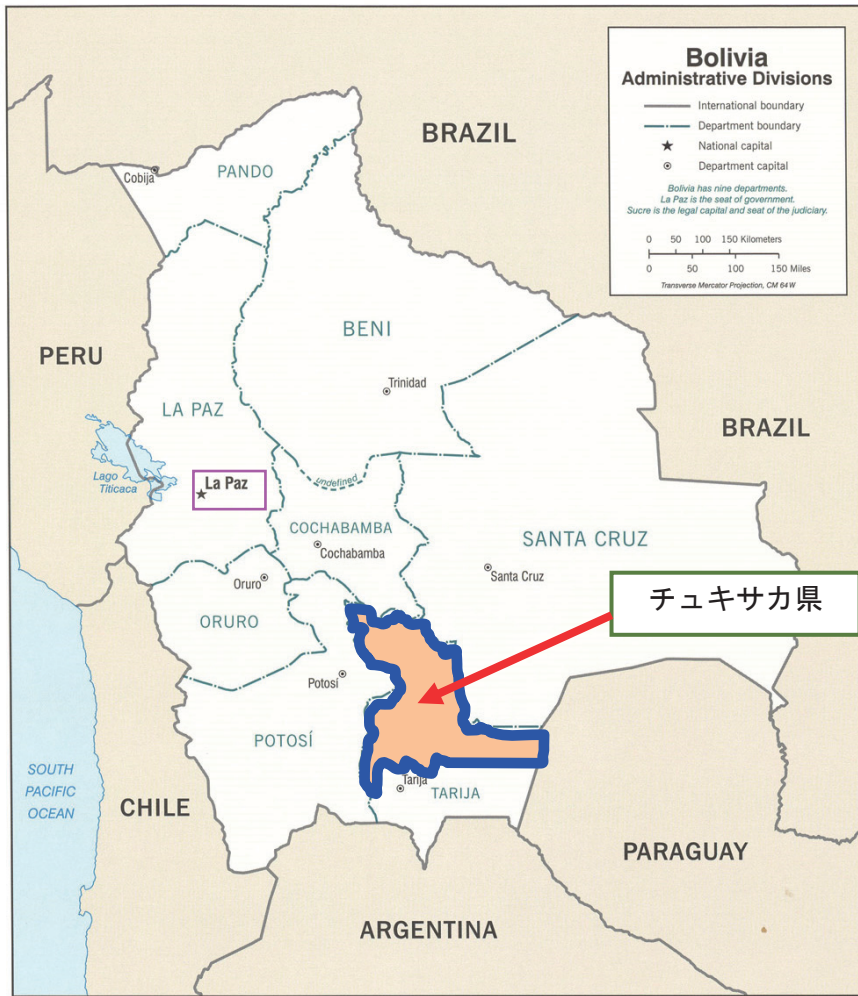 Bolivia
Administrative Divisions
International boundary
Department boundary
National capital
Department capital
Bolivia has nine departments.
La Paz is the seat of government.
Sucre is the legal capital and seat of the judiciary.
0 50 100 150 Kilometers
0 50 100 150 Miles
Transverse Mercator Projection, CM 64 W
BRAZIL
Cobija
PANDO
BENI
PERU
Trinidad
LA PAZ
BRAZIL
Lago
Titicaca
La Paz
undefined
COCHABAMBA
Cochabamba
SANTA CRUZ
Santa Cruz
Oruro
ORURO
チュキサカ県
Potosí
POTOSÍ
SOUTH
PACIFIC
OCEAN
Tarija
TARIJA
CHILE
PARAGUAY
ARGENTINA